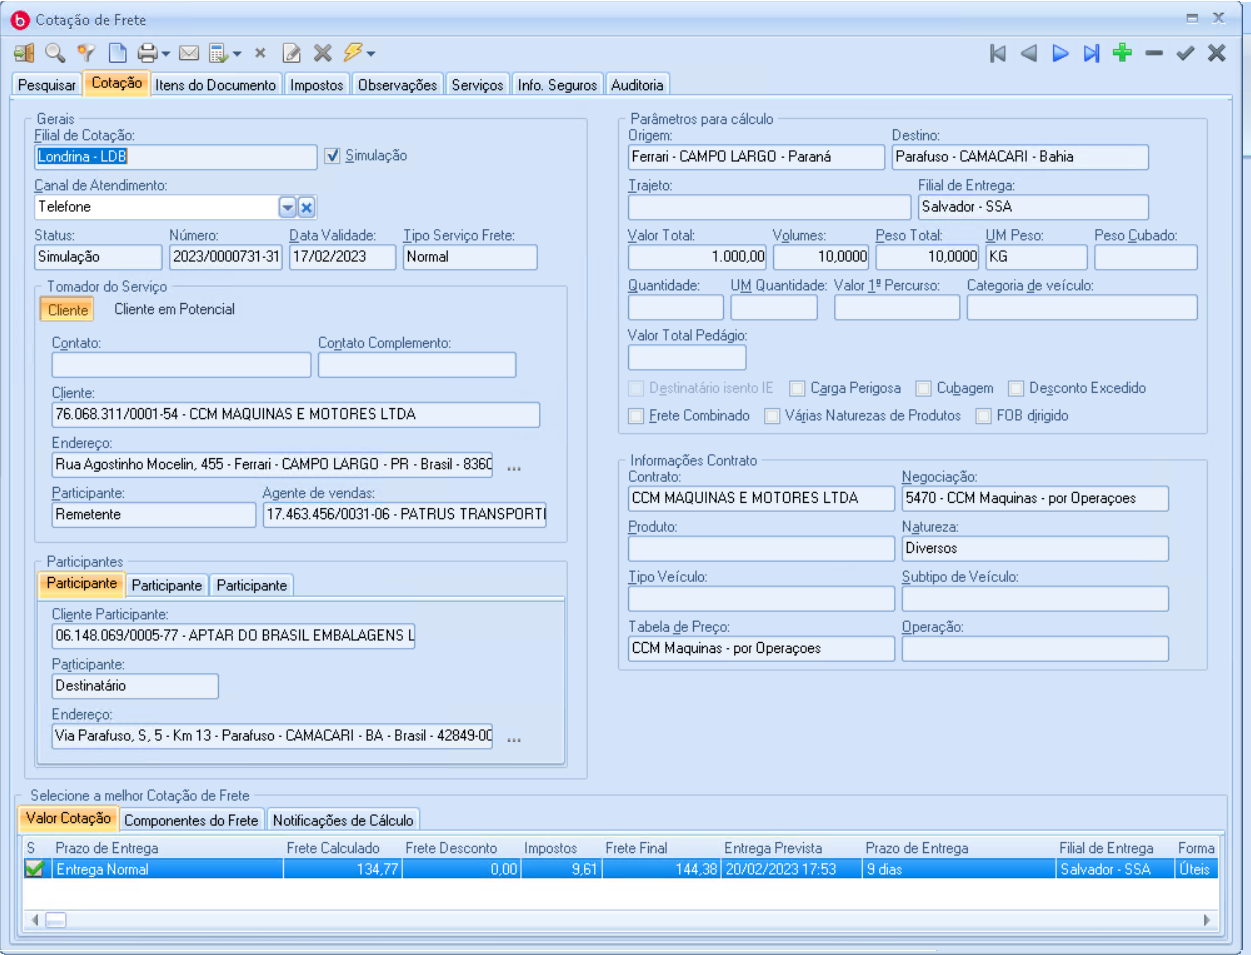 Cotação de Frete
Pesquisar Cotação Itens do Documento Impostos Observações Serviços Info. Seguros Auditoria
Gerais
Filial de Cotação:
Londrina - LDB Simulação
Canal de Atendimento:
Telefone
Status: Número: Data Validade: Tipo Serviço Frete:
Simulação 2023/0000731-31 17/02/2023 Normal
Tomador do Serviço
Cliente Cliente em Potencial
Contato: Contato Complemento:
Cliente:
76.068.311/0001-54 - CCM MAQUINAS E MOTORES LTDA
Endereço:
Rua Agostinho Mocelin, 455 - Ferrari - CAMPO LARGO - PR - Brasil - 8360 ...
Participante: Agente de vendas:
Remetente 17.463.456/0031-06 - PATRUS TRANSPORTI
Participantes
Participante Participante Participante
Cliente Participante:
06.148.069/0005-77 - APTAR DO BRASIL EMBALAGENS L
Participante:
Destinatário
Endereço:
Via Parafuso, S, 5 - Km 13 - Parafuso - CAMACARI - BA - Brasil - 42849-00 ...
Parâmetros para cálculo
Origem: Destino:
Ferrari - CAMPO LARGO - Paraná Parafuso - CAMACARI - Bahia
Trajeto: Filial de Entrega:
Salvador - SSA
Valor Total: Volumes: Peso Total: UM Peso: Peso Cubado:
1.000,00 10,0000 10,0000 KG
Quantidade: UM Quantidade: Valor 1º Percurso: Categoria de veículo:
Valor Total Pedágio:
Destinatário isento IE Carga Perigosa Cubagem Desconto Excedido
Frete Combinado Várias Naturezas de Produtos FOB dirigido
Informações Contrato
Contrato: Negociação:
CCM MAQUINAS E MOTORES LTDA 5470 - CCM Maquinas - por Operaçoes
Produto: Natureza:
Diversos
Tipo Veículo: Subtipo de Veículo:
Tabela de Preço: Operação:
CCM Maquinas - por Operaçoes
Selecione a melhor Cotação de Frete
Valor Cotação Componentes do Frete Notificações de Cálculo
S Prazo de Entrega Frete Calculado Frete Desconto Impostos Frete Final Entrega Prevista Prazo de Entrega Filial de Entrega Forma
Entrega Normal 134,77 0,00 9,61 144,38 20/02/2023 17:53 9 dias Salvador - SSA Úteis